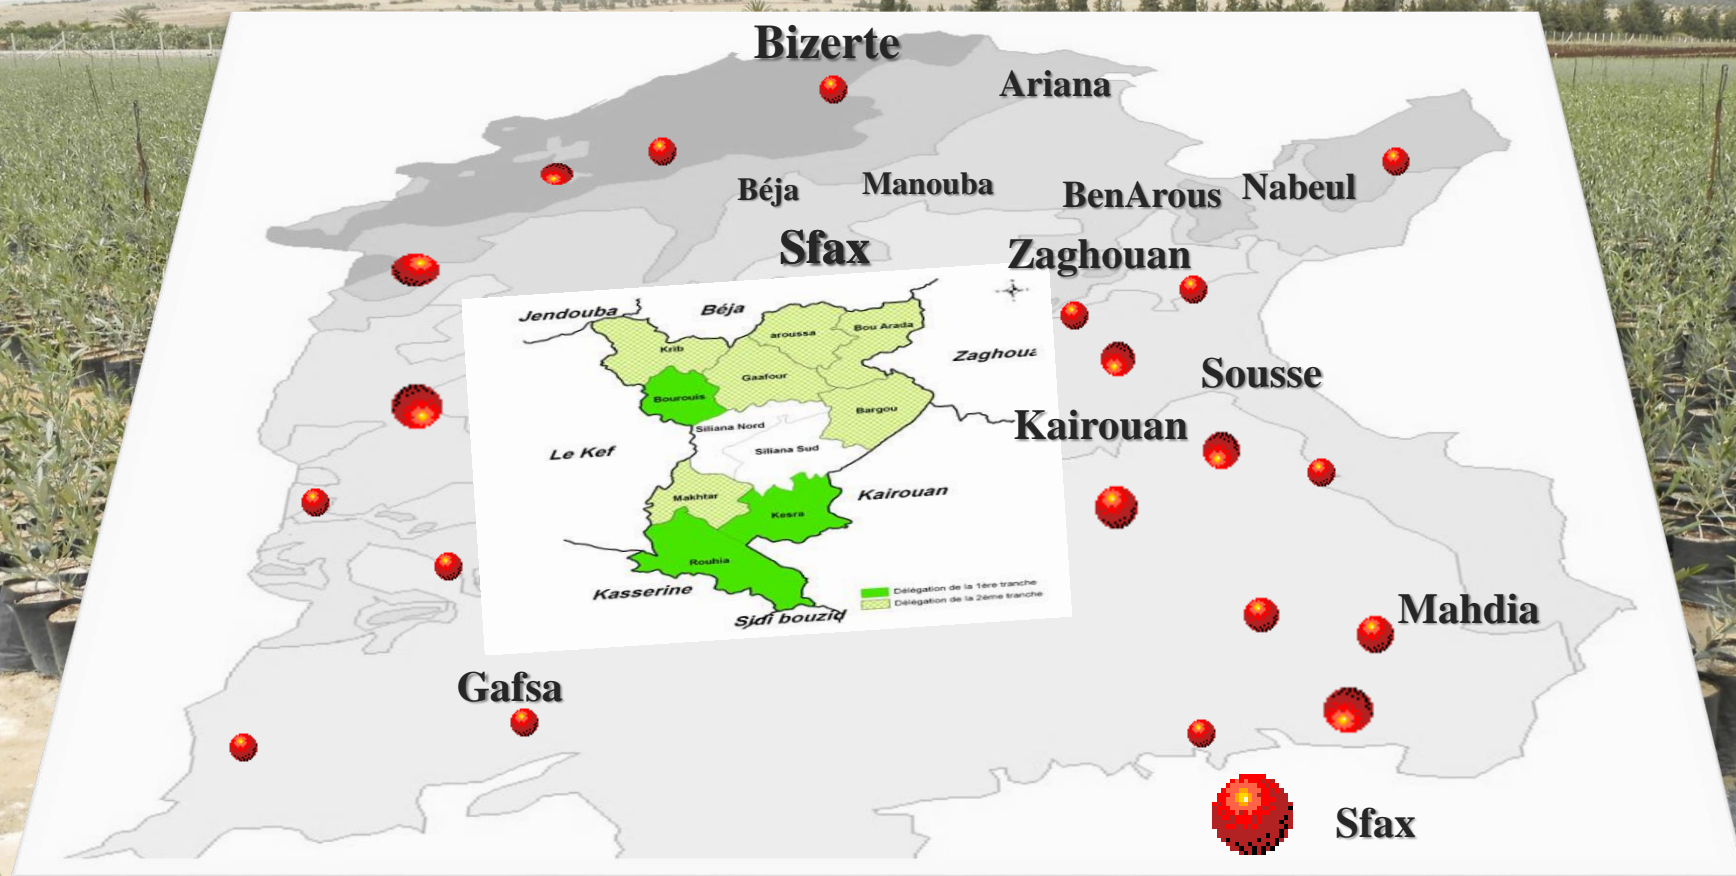 Bizerte
Ariana
Béja
Manouba
BenArous
Nabeul
Sfax
Zaghouan
Jendouba
Béja
aroussa
Bou Arada
Krib
Zaghoua
Gaafour
Bourouis
Bargou
Sousse
Siliana Nord
Kairouan
Le Kef
Siliana Sud
Makhtar
Kairouan
Kesra
Rouhia
Kasserine
Délégation de la 1ère tranche
Délégation de la 2ème tranche
Sidi bouzid
Mahdia
Gafsa
Sfax